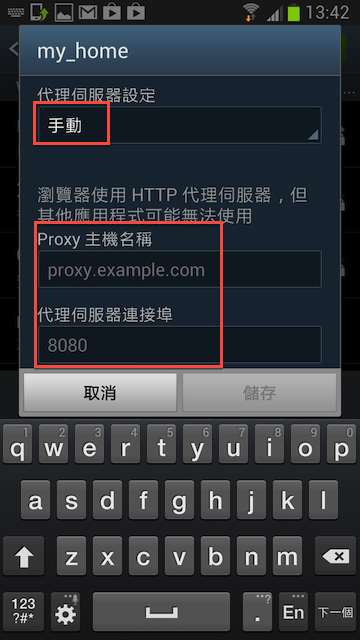 13:42
my_home
代理伺服器設定
手動
瀏覽器使用 HTTP 代理伺服器，但
其他應用程式可能無法使用
Proxy 主機名稱
proxy.example.com
代理伺服器連接埠
8080
取消 儲存
1 2 3 4 5 6 7 8 9 0
q w e r t y u i o p
a s d f g h j k l
z x c v b n m
123 ?#* . ...? En 下一個